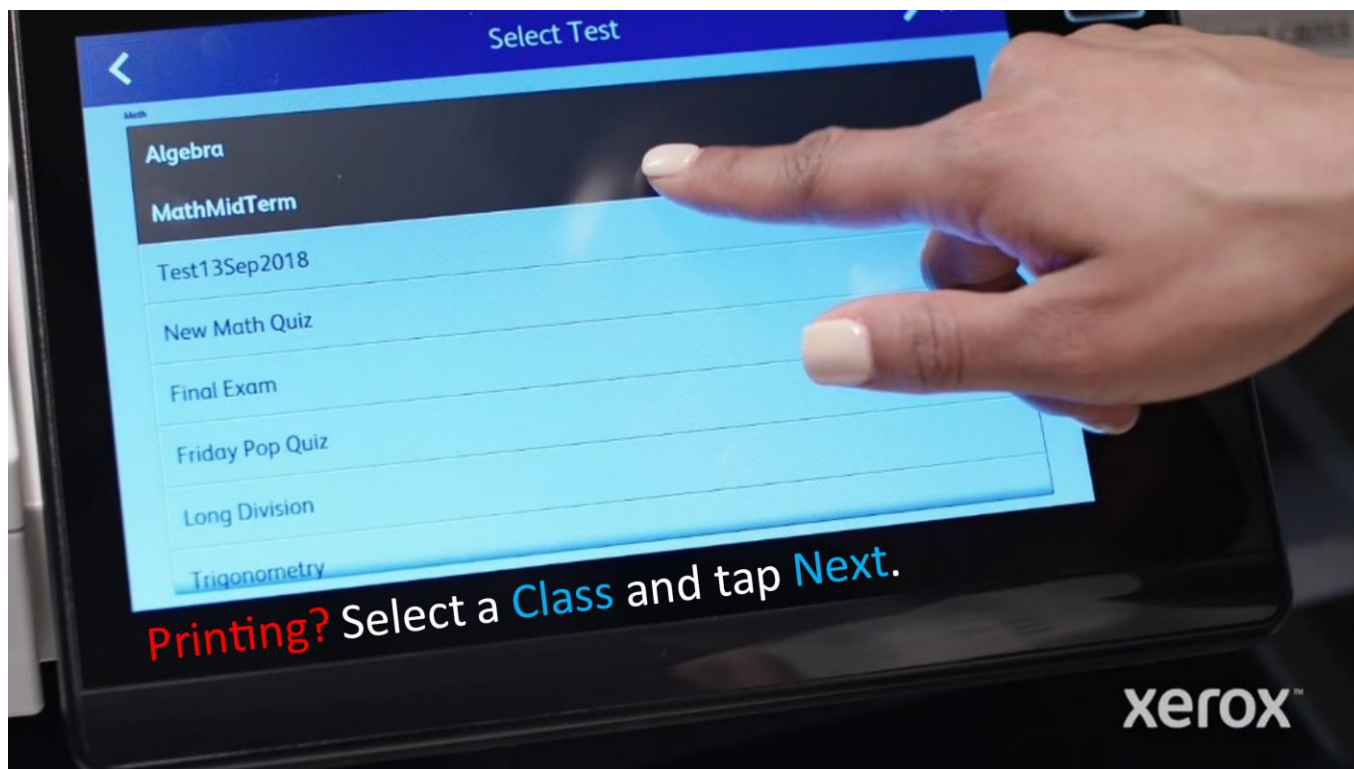 Select Test
Math
Algebra
MathMidTerm
Test13Sep2018
New Math Quiz
Final Exam
Friday Pop Quiz
Long Division
Trigonometry
Printing? Select a Class and tap Next.
xerox™